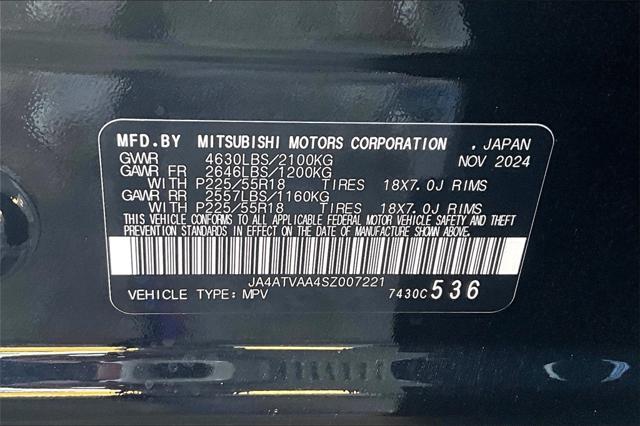 MFD.BY MITSUBISHI MOTORS CORPORATION , JAPAN
GVWR 4630LBS/2100KG NOV 2024
GAWR FR 2646LBS/1200KG
WITH P225/55R18 TIRES 18X7.0J RIMS
GAWR RR 2557LBS/1160KG
WITH P225/55R18 TIRES 18X7.0J RIMS
THIS VEHICLE CONFORMS TO ALL APPLICABLE FEDERAL MOTOR VEHICLE SAFETY AND THEFT
PREVENTION STANDARDS IN EFFECT ON THE DATE OF MANUFACTURE SHOWN ABOVE.
JA4ATVAA4SZ007221
VEHICLE TYPE:MPV 7430C 536